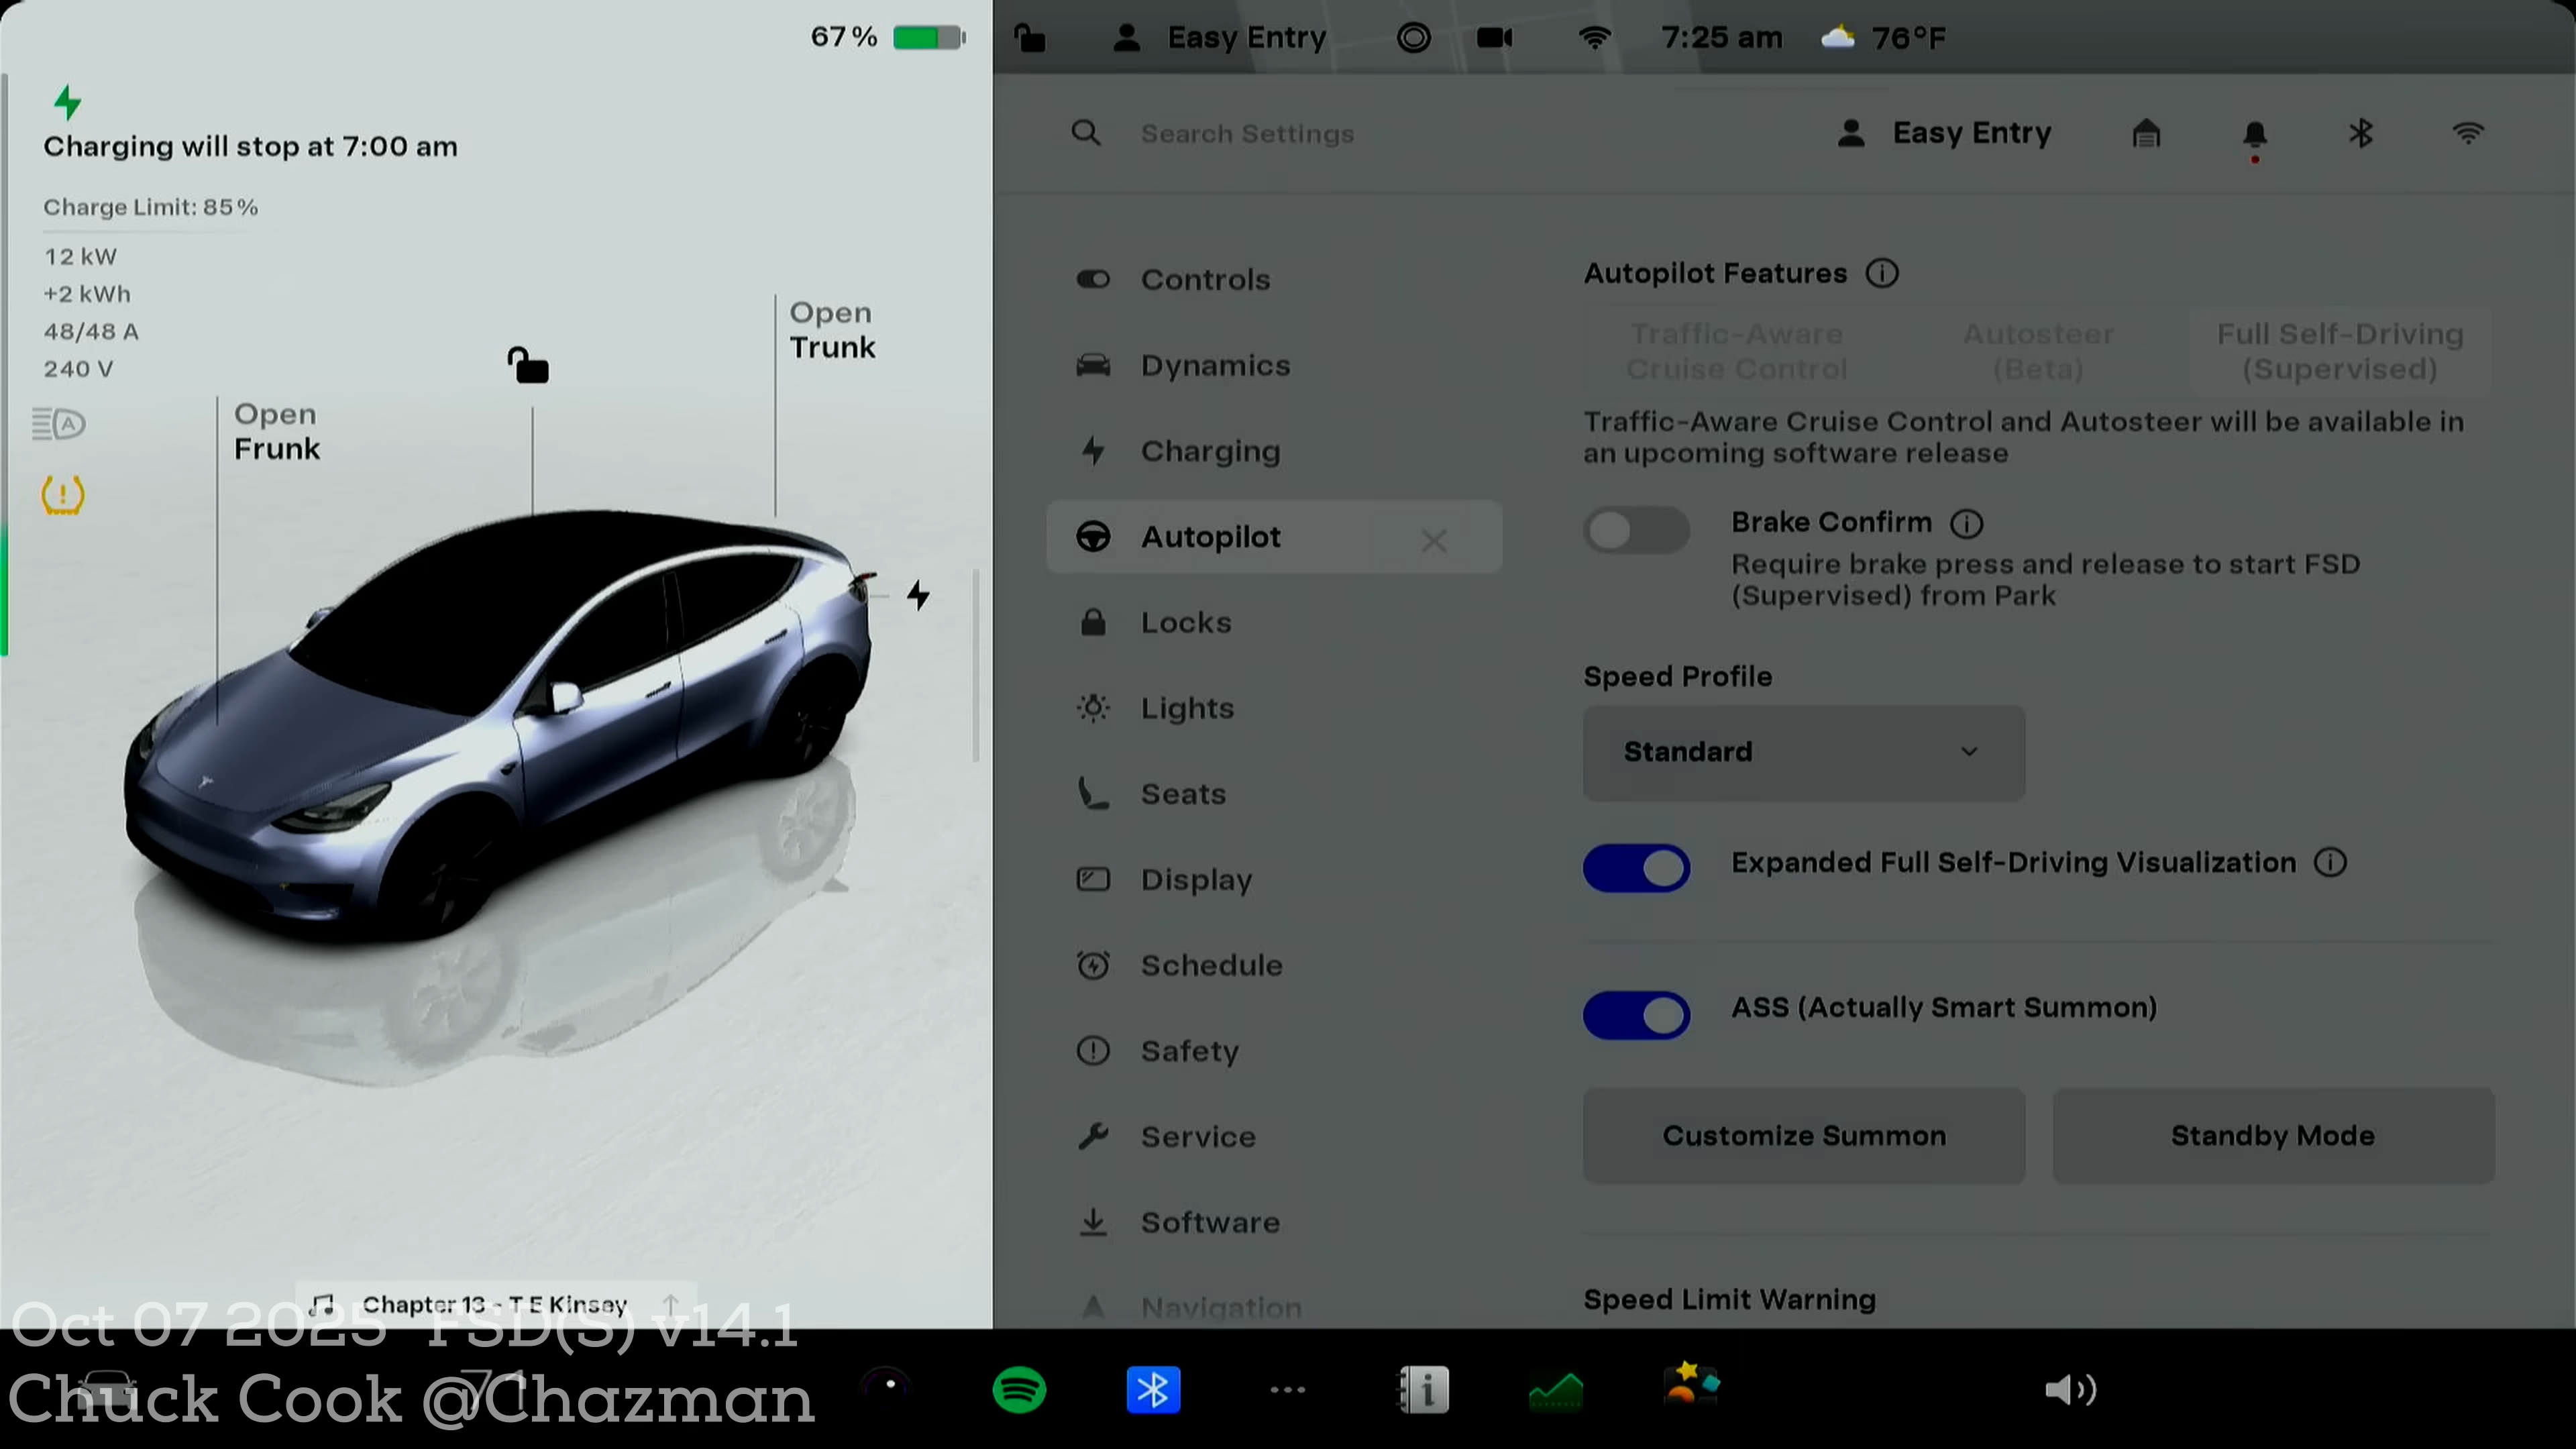 67%
Easy Entry
7:25 am
76°F
Charging will stop at 7:00 am
Charge Limit: 85%
12 kW
+2 kWh
48/48 A
240 V
Open
Trunk
Open
Frunk
Search Settings
Easy Entry
Controls
Dynamics
Charging
Autopilot
Locks
Lights
Seats
Display
Schedule
Safety
Service
Software
Navigation
Autopilot Features
Traffic-Aware
Cruise Control
Autosteer
(Beta)
Full Self-Driving
(Supervised)
Traffic-Aware Cruise Control and Autosteer will be available in
an upcoming software release
Brake Confirm
Require brake press and release to start FSD
(Supervised) from Park
Speed Profile
Standard
Expanded Full Self-Driving Visualization
ASS (Actually Smart Summon)
Customize Summon
Standby Mode
Speed Limit Warning
Chapter 13 - T E Kinsey
Oct 07 2025 FSD(S) v14.1
71
Chuck Cook @Chazman